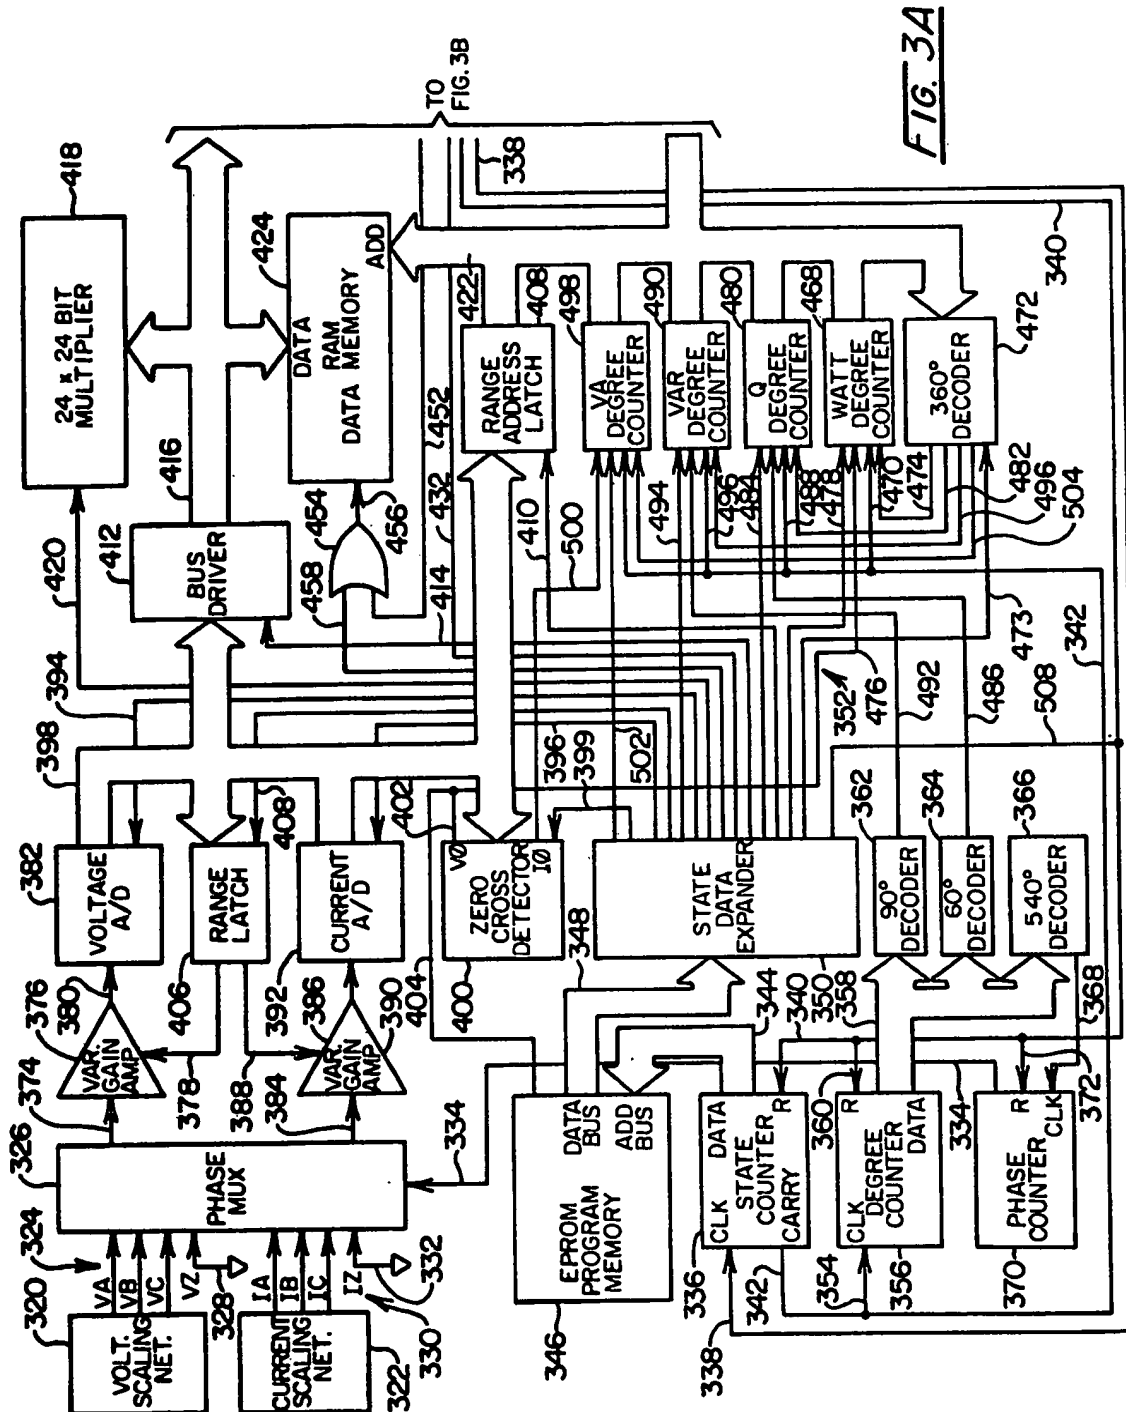 FIG. 3A
TO
FIG. 3B
418
24 x 24 BIT
MULTIPLIER
416
420
412
BUS
DRIVER
424
DATA
RAM
DATA MEMORY
ADD
454
456
458
452
432
414
422
408
RANGE
ADDRESS
LATCH
410
500
498
VA
DEGREE
COUNTER
490
VAR
DEGREE
COUNTER
494
496
480
Q
DEGREE
COUNTER
484
488
478
468
WATT
DEGREE
COUNTER
470
474
472
360°
DECODER
482
496
504
473
342
340
338
394
398
382
VOLTAGE
A/D
406
RANGE
LATCH
408
392
CURRENT
A/D
402
404
400
VØ
ZERO
CROSS
DETECTOR
IØ
396
399
502
348
STATE
DATA
EXPANDER
350
352
476
492
486
508
362
90°
DECODER
364
60°
DECODER
366
540°
DECODER
368
376
380
VAR.
GAIN
AMP
374
378
388
386
390
VAR.
GAIN
AMP
384
326
PHASE
MUX
334
324
320
VOLT.
SCALING
NET.
VA
VB
VC
VZ
328
322
CURRENT
SCALING
NET.
IA
IB
IC
IZ
330
332
346
EPROM
PROGRAM
MEMORY
DATA
BUS
ADD
BUS
344
340
358
336
338
342
CLK
DATA
STATE
COUNTER
R
CARRY
360
354
356
CLK
R
DEGREE
COUNTER
DATA
334
370
PHASE
COUNTER
R
CLK
372